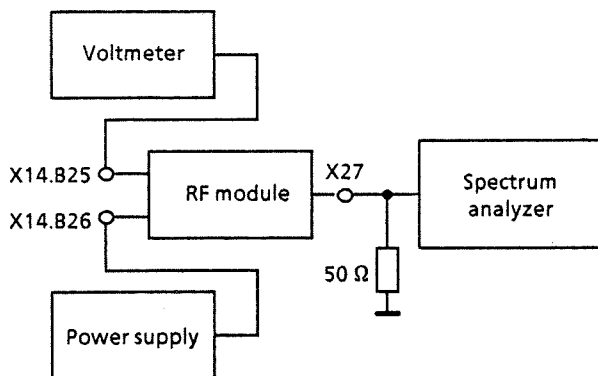 Voltmeter
X14.B25
X14.B26
RF module
X27
Spectrum
analyzer
50 Ω
Power supply